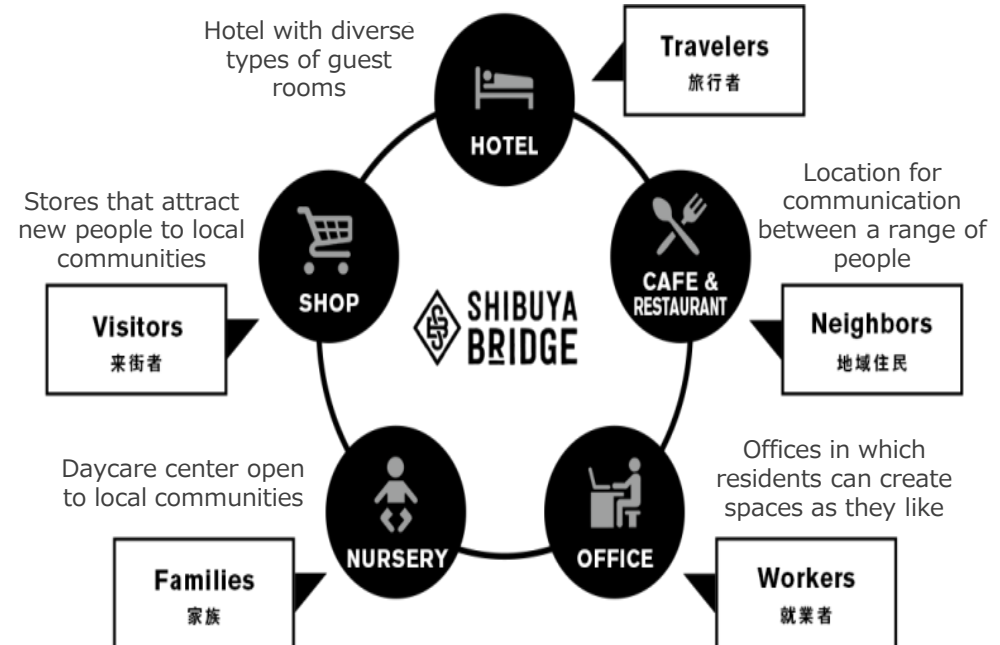 Hotel with diverse
types of guest
rooms
HOTEL
Travelers
旅行者
Stores that attract
new people to local
communities
SHOP
Visitors
来街者
Location for
communication
between a range of
people
CAFE &
RESTAURANT
Neighbors
地域住民
SHIBUYA
BRIDGE
Daycare center open
to local communities
NURSERY
Families
家族
Offices in which
residents can create
spaces as they like
OFFICE
Workers
就業者